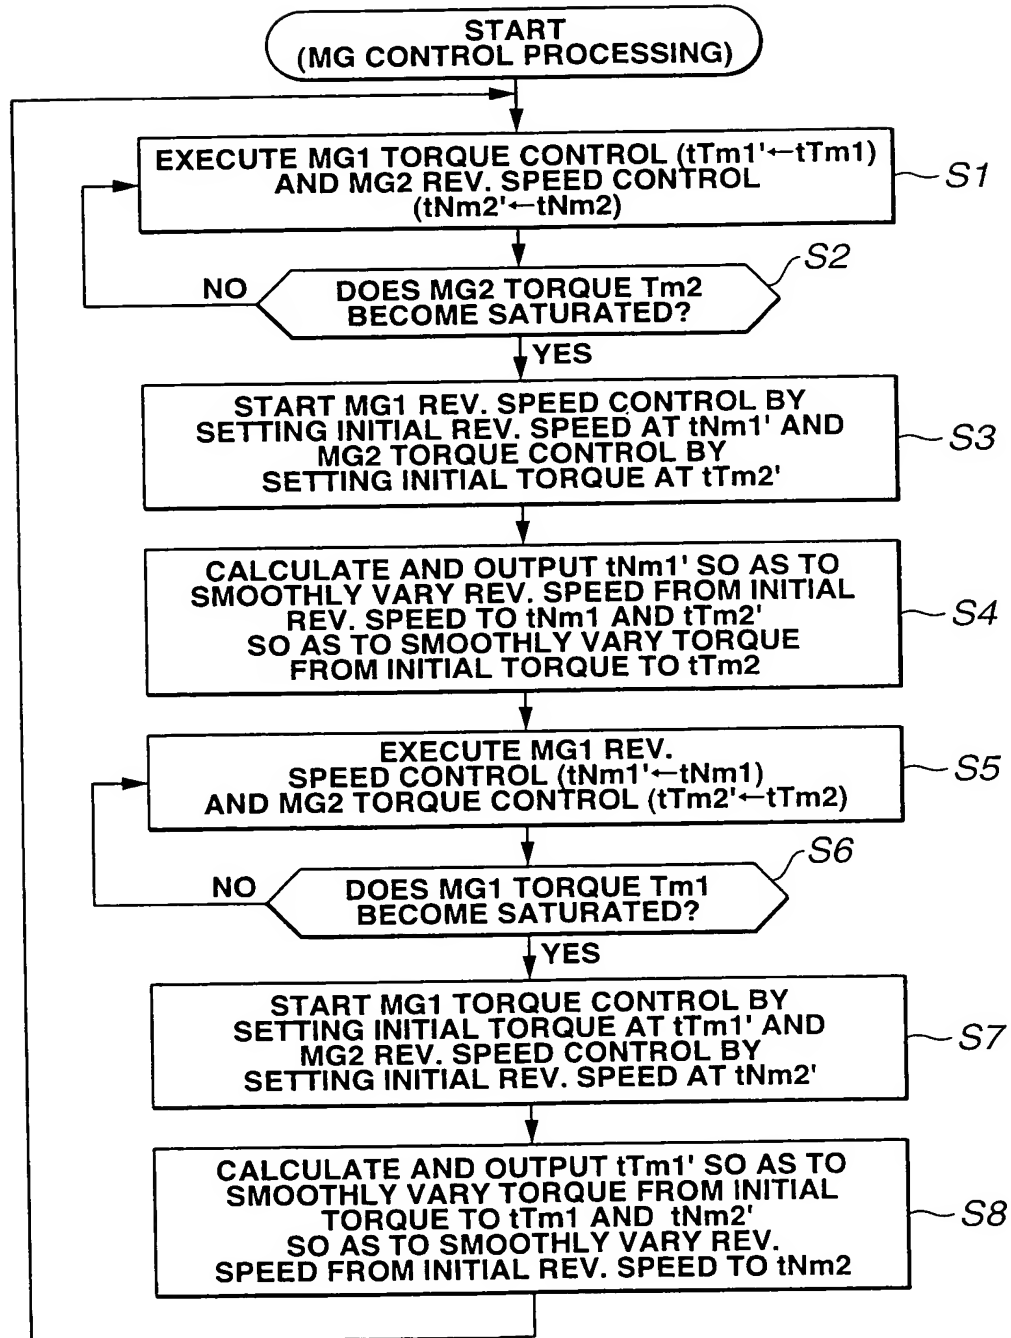 START
(MG CONTROL PROCESSING)
EXECUTE MG1 TORQUE CONTROL (tTm1'←tTm1)
AND MG2 REV. SPEED CONTROL
(tNm2'←tNm2)
S1
S2
NO
DOES MG2 TORQUE Tm2
BECOME SATURATED?
YES
START MG1 REV. SPEED CONTROL BY
SETTING INITIAL REV. SPEED AT tNm1' AND
MG2 TORQUE CONTROL BY
SETTING INITIAL TORQUE AT tTm2'
S3
CALCULATE AND OUTPUT tNm1' SO AS TO
SMOOTHLY VARY REV. SPEED FROM INITIAL
REV. SPEED TO tNm1 AND tTm2'
SO AS TO SMOOTHLY VARY TORQUE
FROM INITIAL TORQUE TO tTm2
S4
EXECUTE MG1 REV.
SPEED CONTROL (tNm1'←tNm1)
AND MG2 TORQUE CONTROL (tTm2'←tTm2)
S5
S6
NO
DOES MG1 TORQUE Tm1
BECOME SATURATED?
YES
START MG1 TORQUE CONTROL BY
SETTING INITIAL TORQUE AT tTm1' AND
MG2 REV. SPEED CONTROL BY
SETTING INITIAL REV. SPEED AT tNm2'
S7
CALCULATE AND OUTPUT tTm1' SO AS TO
SMOOTHLY VARY TORQUE FROM INITIAL
TORQUE TO tTm1 AND tNm2'
SO AS TO SMOOTHLY VARY REV.
SPEED FROM INITIAL REV. SPEED TO tNm2
S8